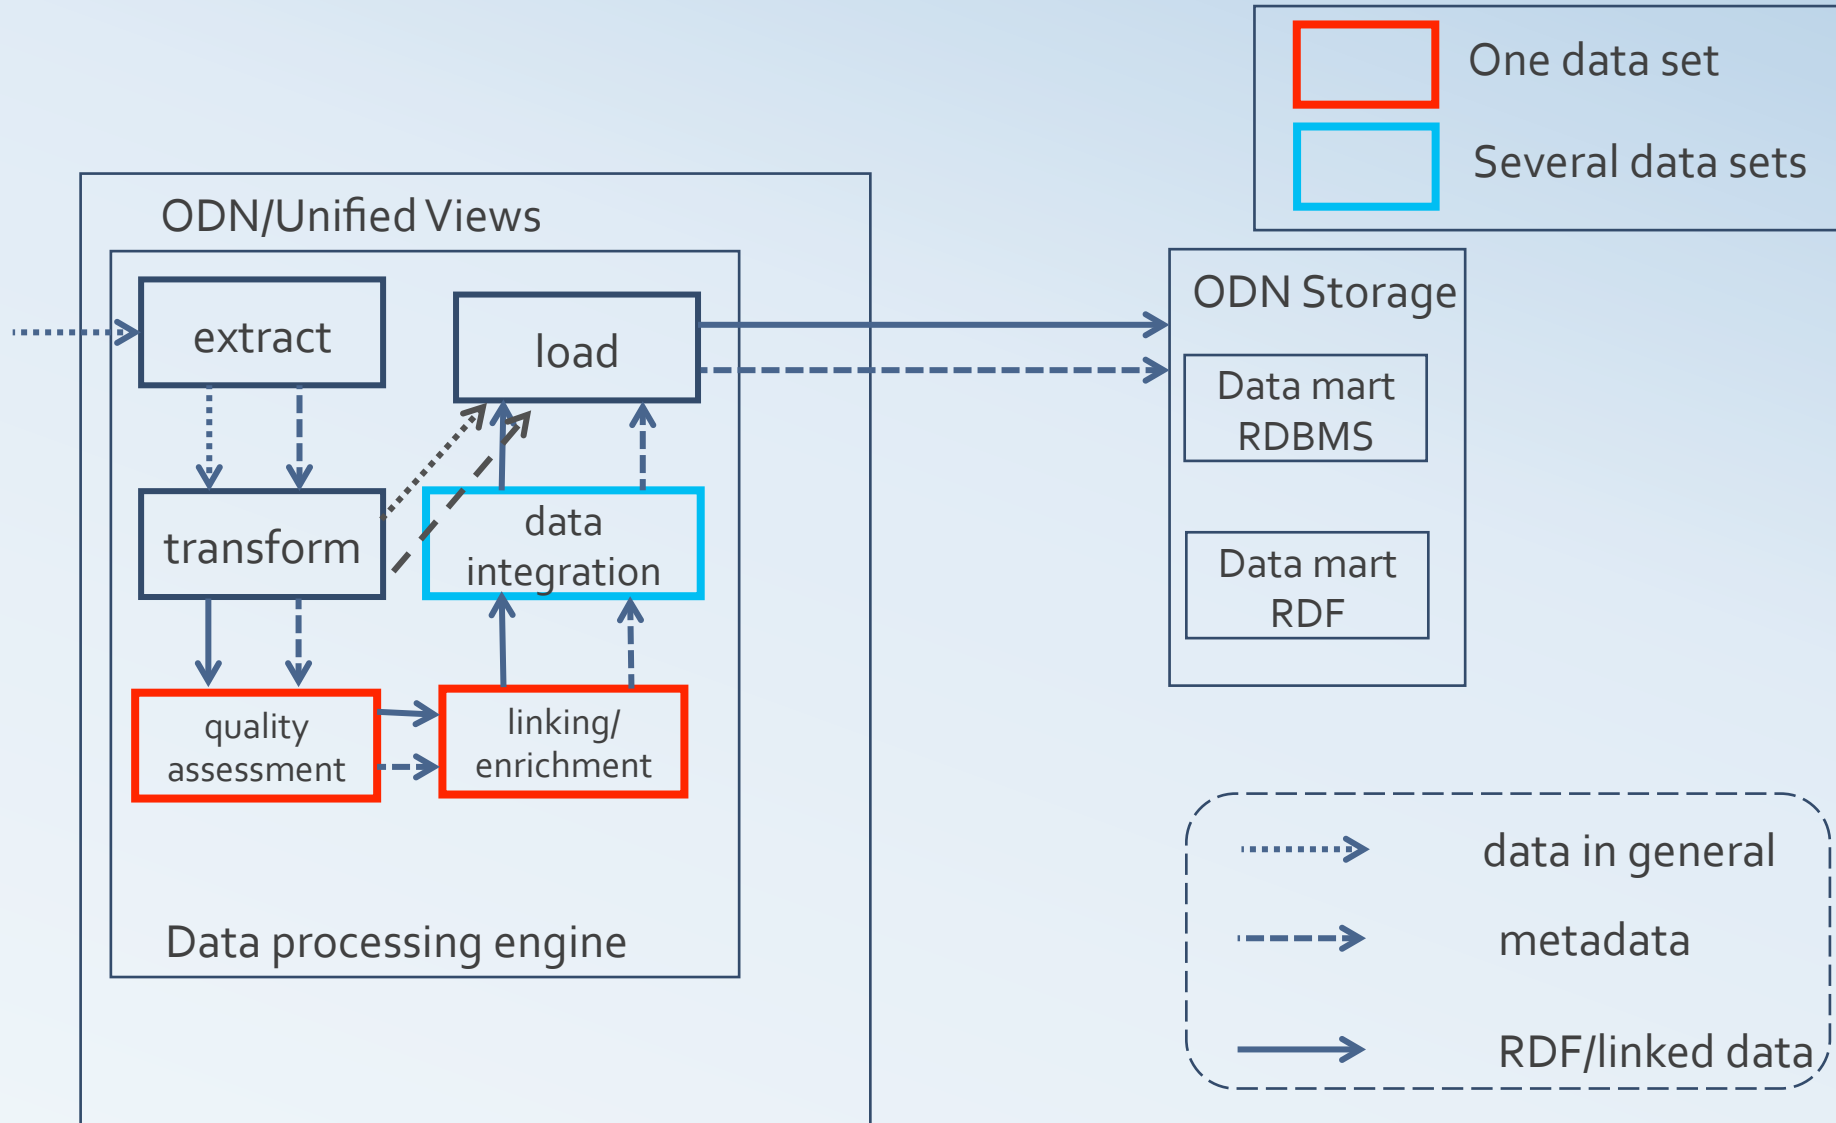 One data set
Several data sets
ODN/Unified Views
extract
load
transform
data
integration
quality
assessment
linking/
enrichment
Data processing engine
ODN Storage
Data mart
RDBMS
Data mart
RDF
data in general
metadata
RDF/linked data